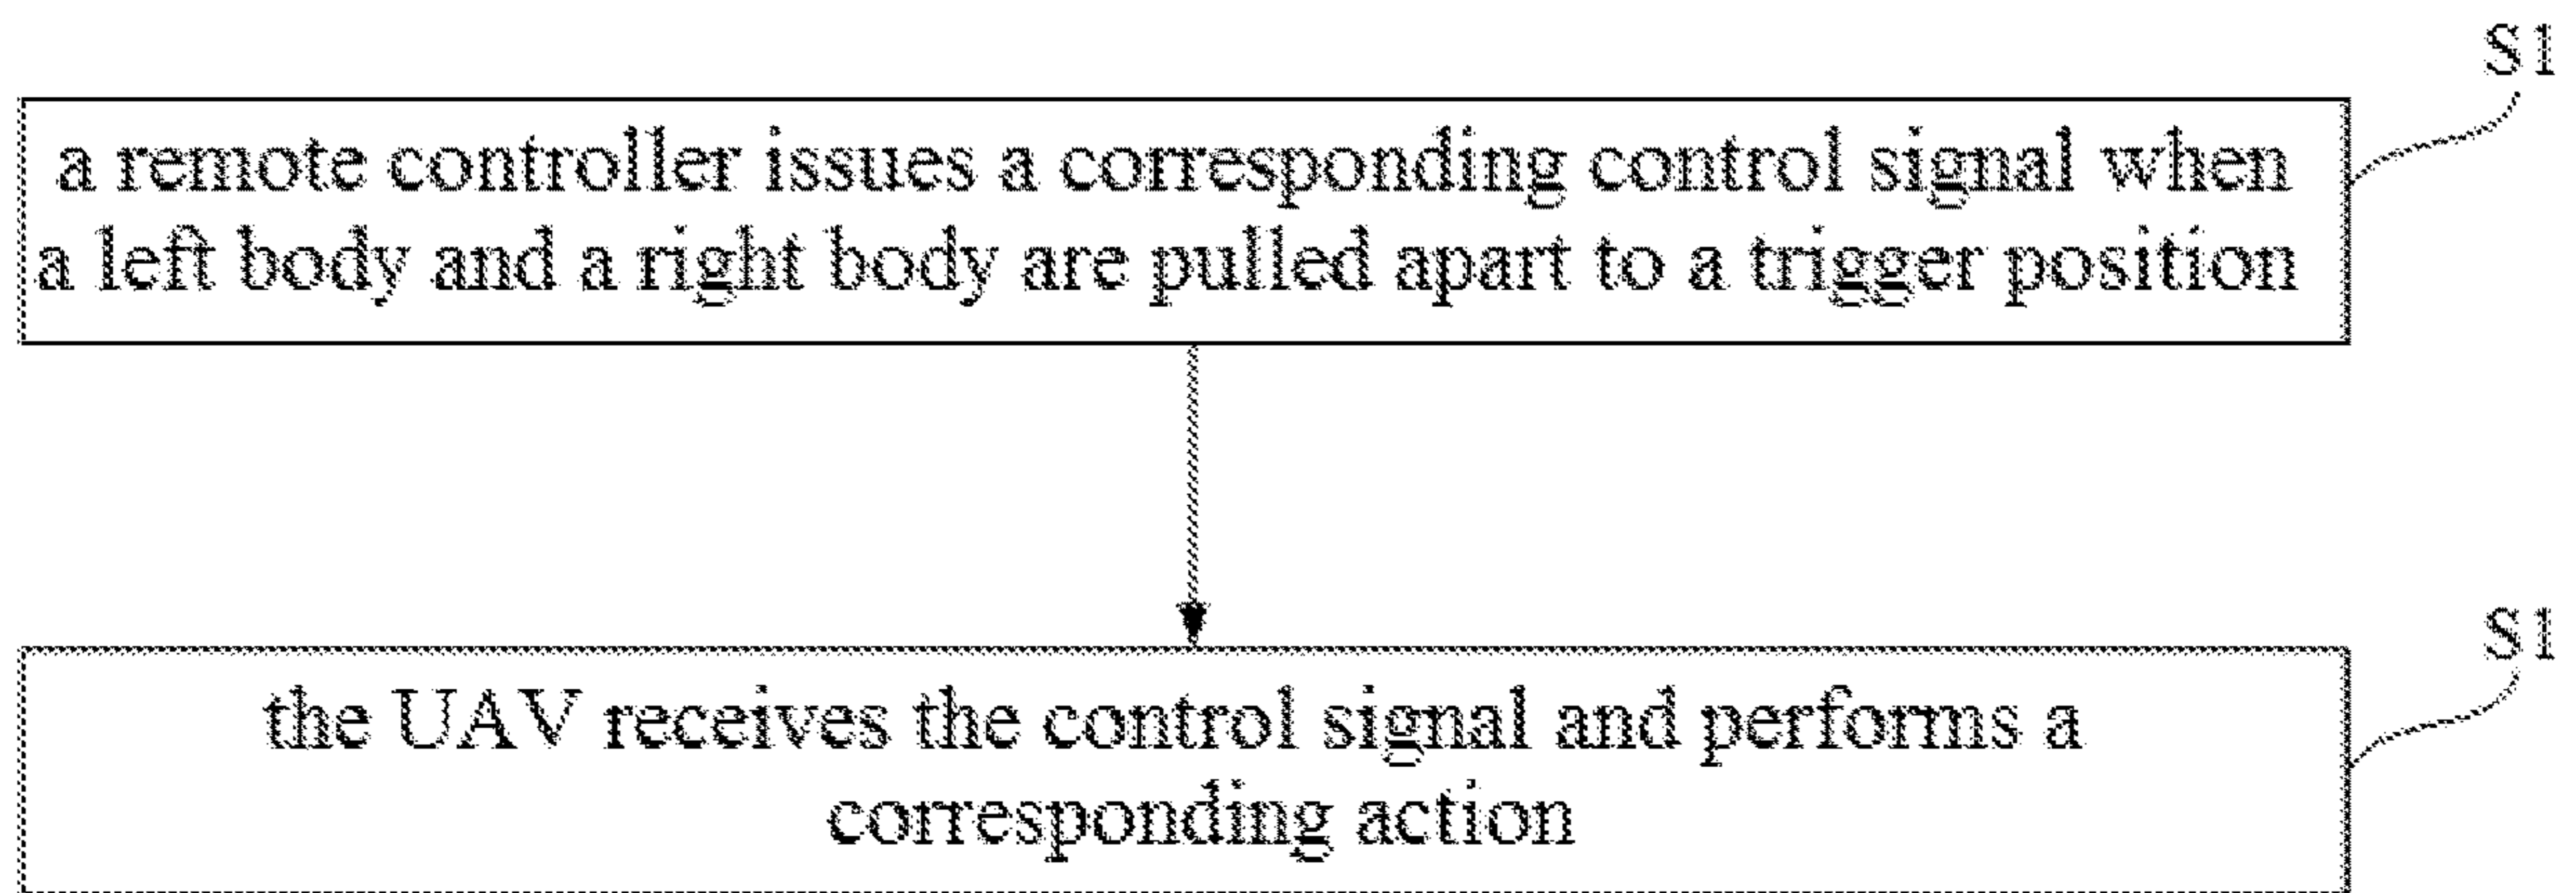 S1
a remote controller issues a corresponding control signal when
a left body and a right body are pulled apart to a trigger position
S1
the UAV receives the control signal and performs a
corresponding action